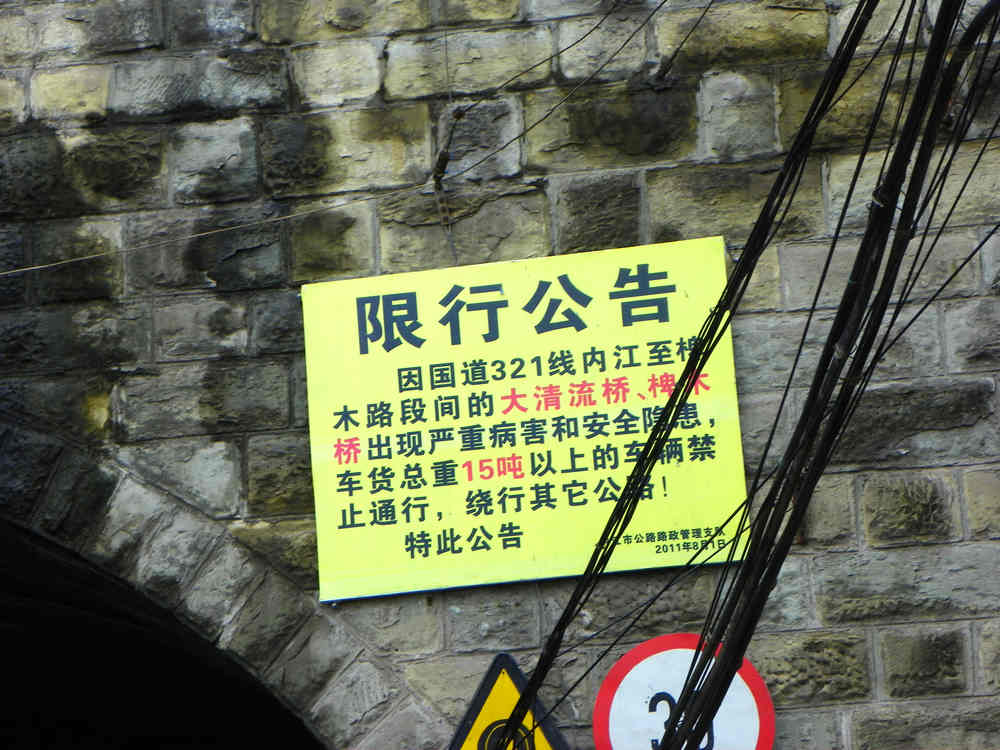 限行公告
因国道321线内江至椑
木路段间的大清流桥、椑木
桥出现严重病害和安全隐患，
车货总重15吨以上的车辆禁
止通行，绕行其它公路！
特此公告
江市公路路政管理支队
2011年8月1日